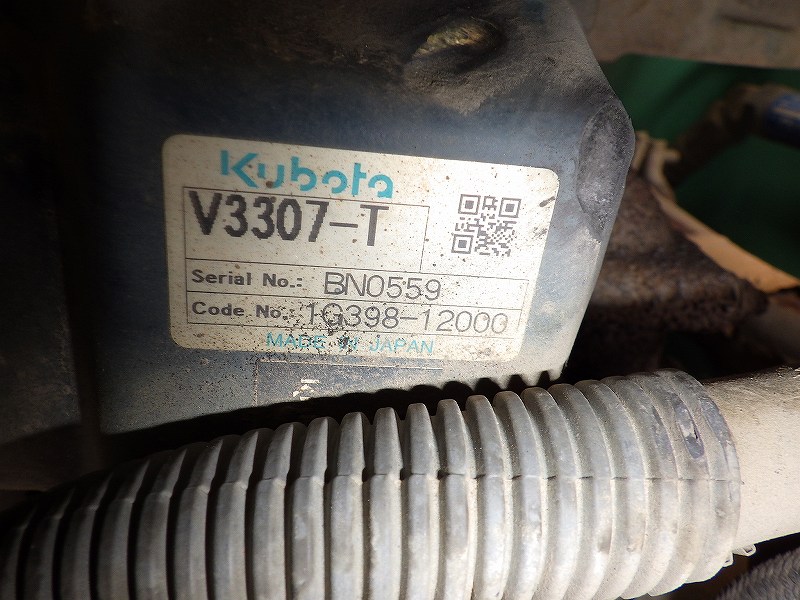 Kubota
V3307-T
Serial No.: BN0559
Code No.: 1G398-12000
MADE IN JAPAN